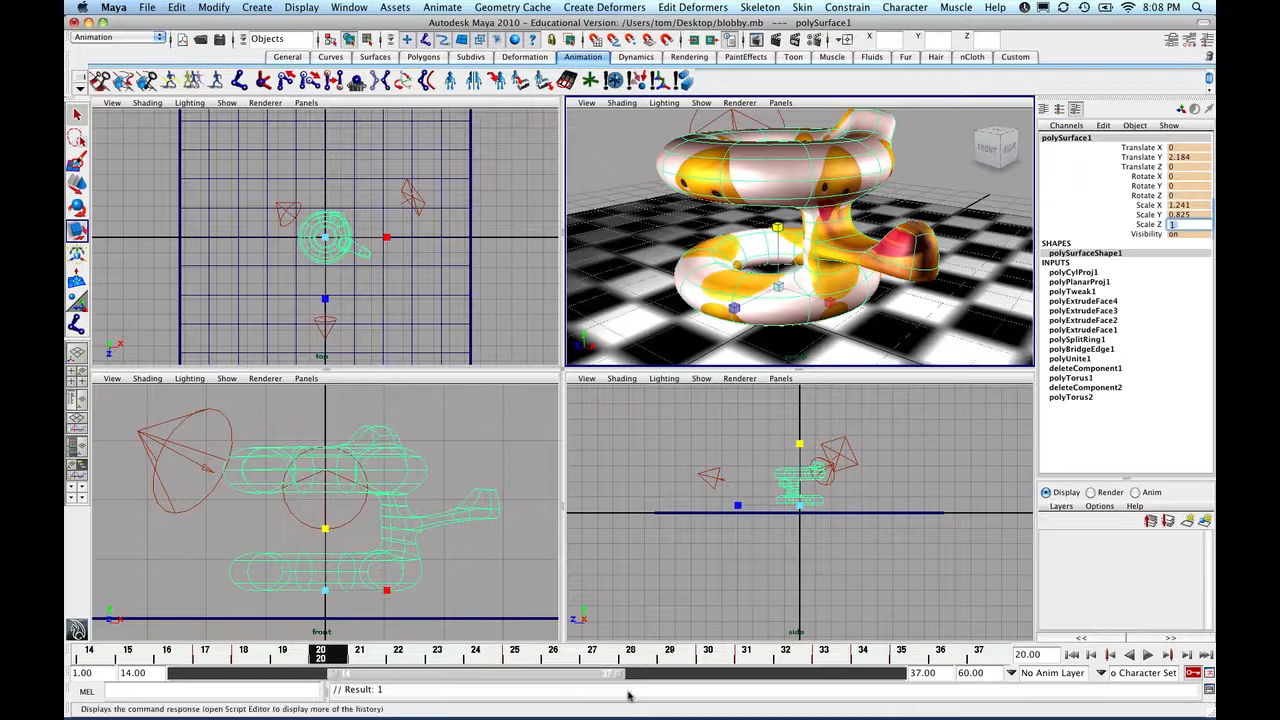 Maya File Edit Modify Create Display Window Assets Animate Geometry Cache Create Deformers Edit Deformers Skeleton Skin Constrain Character Muscle Help 8:08 PM
Autodesk Maya 2010 - Educational Version: /Users/tom/Desktop/blobby.mb --- polySurface1
Animation Objects X Y Z
General Curves Surfaces Polygons Subdivs Deformation Animation Dynamics Rendering PaintEffects Toon Muscle Fluids Fur Hair nCloth Custom
View Shading Lighting Show Renderer Panels
top
View Shading Lighting Show Renderer Panels
FRONT RIGHT
View Shading Lighting Show Renderer Panels
front
View Shading Lighting Show Renderer Panels
side
Channels Edit Object Show
polySurface1
Translate X 0
Translate Y 2.184
Translate Z 0
Rotate X 0
Rotate Y 0
Rotate Z 0
Scale X 1.241
Scale Y 0.825
Scale Z 1
Visibility on
SHAPES
polySurfaceShape1
INPUTS
polyCylProj1
polyPlanarProj1
polyTweak1
polyExtrudeFace4
polyExtrudeFace3
polyExtrudeFace2
polyExtrudeFace1
polySplitRing1
polyBridgeEdge1
polyUnite1
deleteComponent1
polyTorus1
deleteComponent2
polyTorus2
Display Render Anim
Layers Options Help
<< >>
14 15 16 17 18 19 20 21 22 23 24 25 26 27 28 29 30 31 32 33 34 35 36 37 20.00
20
1.00 14.00 14 37 37.00 60.00 No Anim Layer o Character Set
MEL // Result: 1
Displays the command response (open Script Editor to display more of the history)